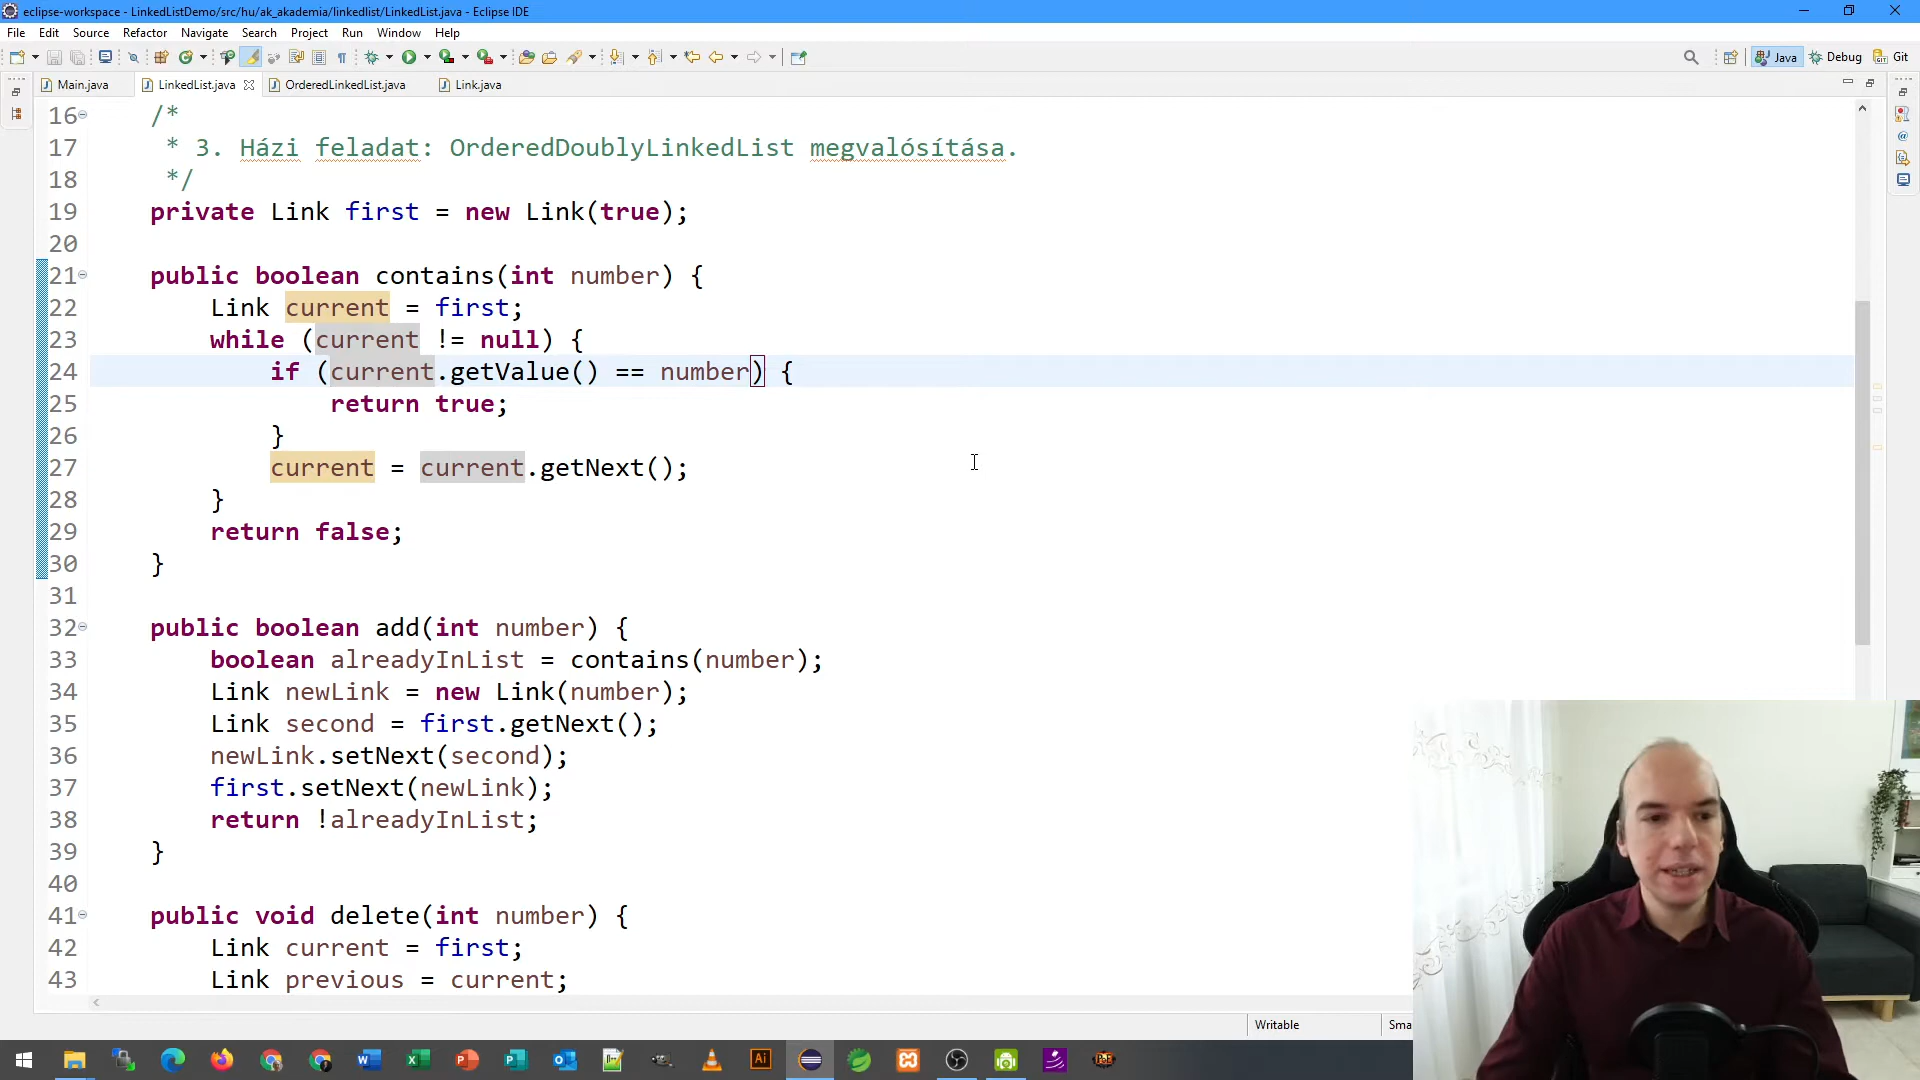 eclipse-workspace - LinkedListDemo/src/hu/ak_akademia/linkedlist/LinkedList.java - Eclipse IDE
File Edit Source Refactor Navigate Search Project Run Window Help
Java Debug Git
Main.java LinkedList.java OrderedLinkedList.java Link.java
16 /*
17 * 3. Házi feladat: OrderedDoublyLinkedList megvalósítása.
18 */
19 private Link first = new Link(true);
20
21 public boolean contains(int number) {
22 Link current = first;
23 while (current != null) {
24 if (current.getValue() == number) {
25 return true;
26 }
27 current = current.getNext();
28 }
29 return false;
30 }
31
32 public boolean add(int number) {
33 boolean alreadyInList = contains(number);
34 Link newLink = new Link(number);
35 Link second = first.getNext();
36 newLink.setNext(second);
37 first.setNext(newLink);
38 return !alreadyInList;
39 }
40
41 public void delete(int number) {
42 Link current = first;
43 Link previous = current;
Writable Sma